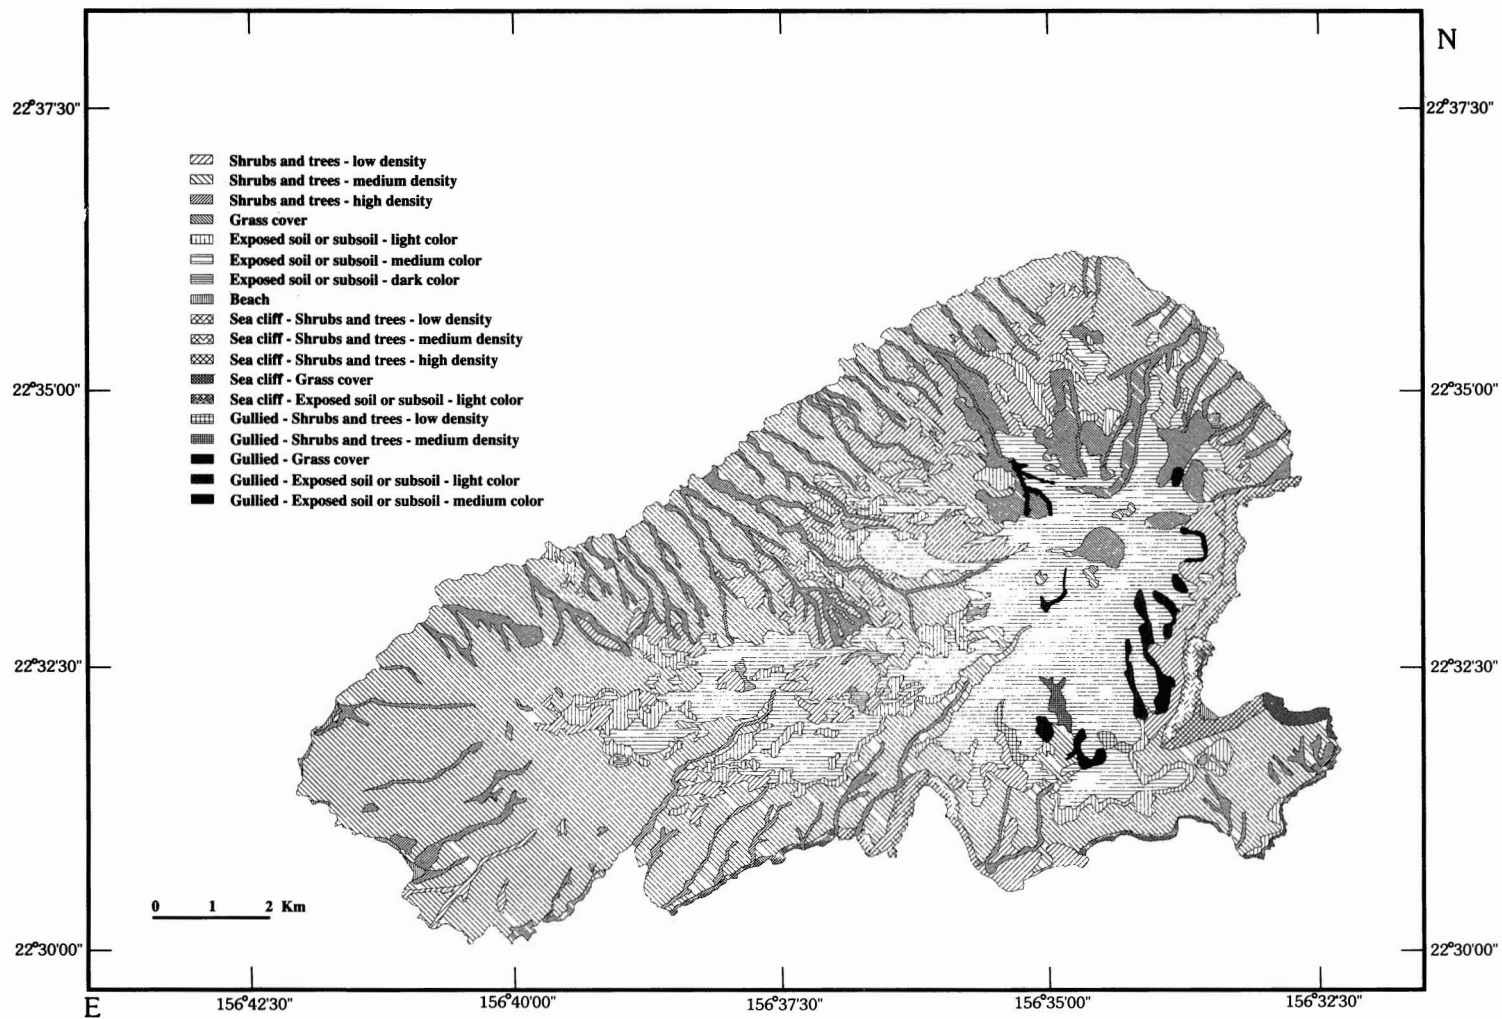 N
22°37'30" 22°37'30"
Shrubs and trees - low density
Shrubs and trees - medium density
Shrubs and trees - high density
Grass cover
Exposed soil or subsoil - light color
Exposed soil or subsoil - medium color
Exposed soil or subsoil - dark color
Beach
Sea cliff - Shrubs and trees - low density
Sea cliff - Shrubs and trees - medium density
Sea cliff - Shrubs and trees - high density
Sea cliff - Grass cover
22°35'00" 22°35'00"
Sea cliff - Exposed soil or subsoil - light color
Gullied - Shrubs and trees - low density
Gullied - Shrubs and trees - medium density
Gullied - Grass cover
Gullied - Exposed soil or subsoil - light color
Gullied - Exposed soil or subsoil - medium color
22°32'30" 22°32'30"
0 1 2 Km
22°30'00" 22°30'00"
E 156°42'30" 156°40'00" 156°37'30" 156°35'00" 156°32'30"